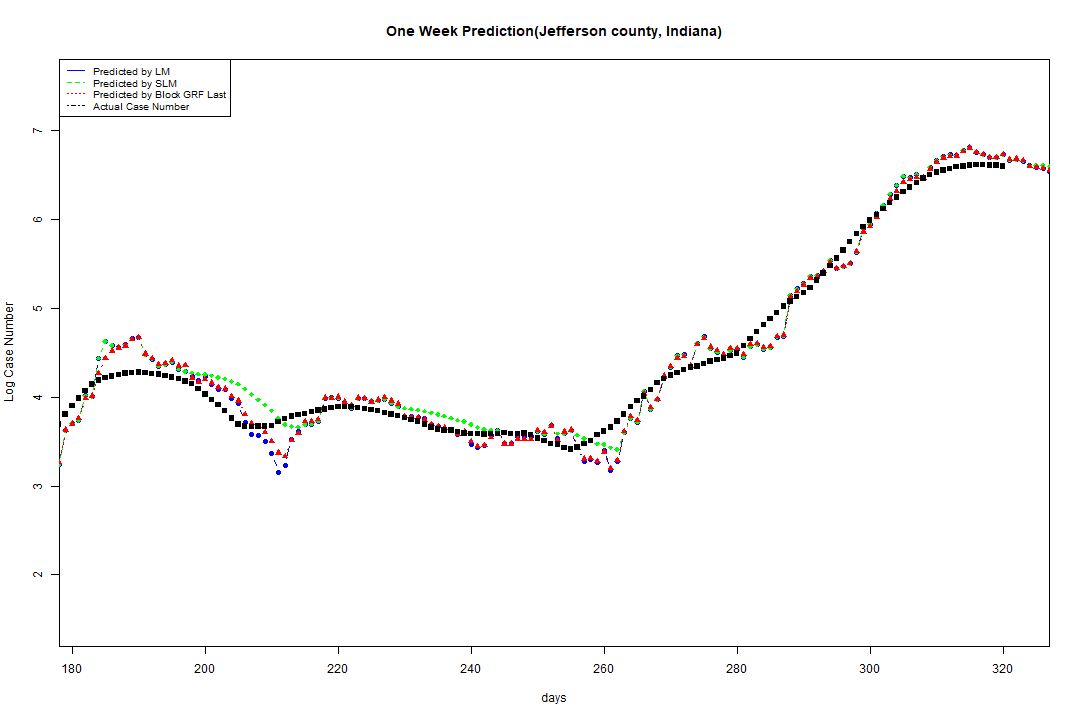 One Week Prediction(Jefferson county, Indiana)
Predicted by LM
Predicted by SLM
Predicted by Block GRF Last
Actual Case Number
7
6
5
4
3
2
Log Case Number
180 200 220 240 260 280 300 320
days